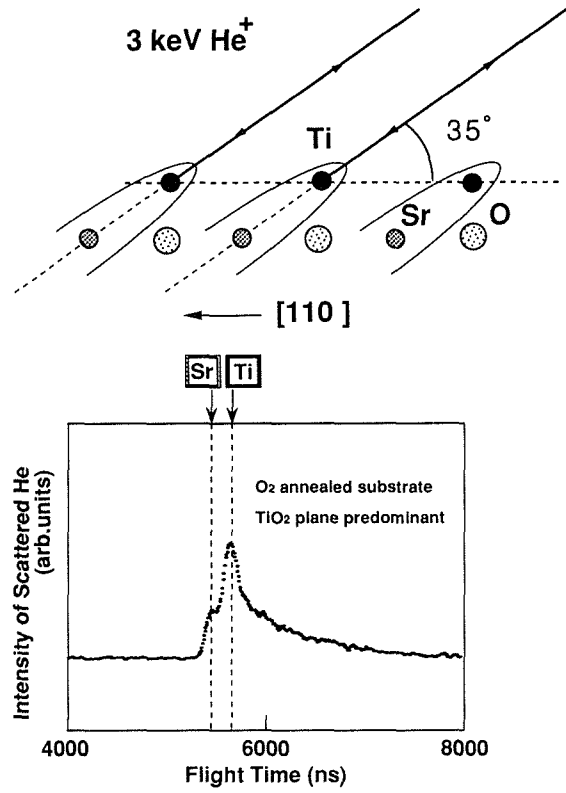 3 keV He+
Ti
35°
Sr
O
[110 ]
Sr
Ti
Intensity of Scattered He
(arb.units)
O2 annealed substrate
TiO2 plane predominant
4000
6000
8000
Flight Time (ns)